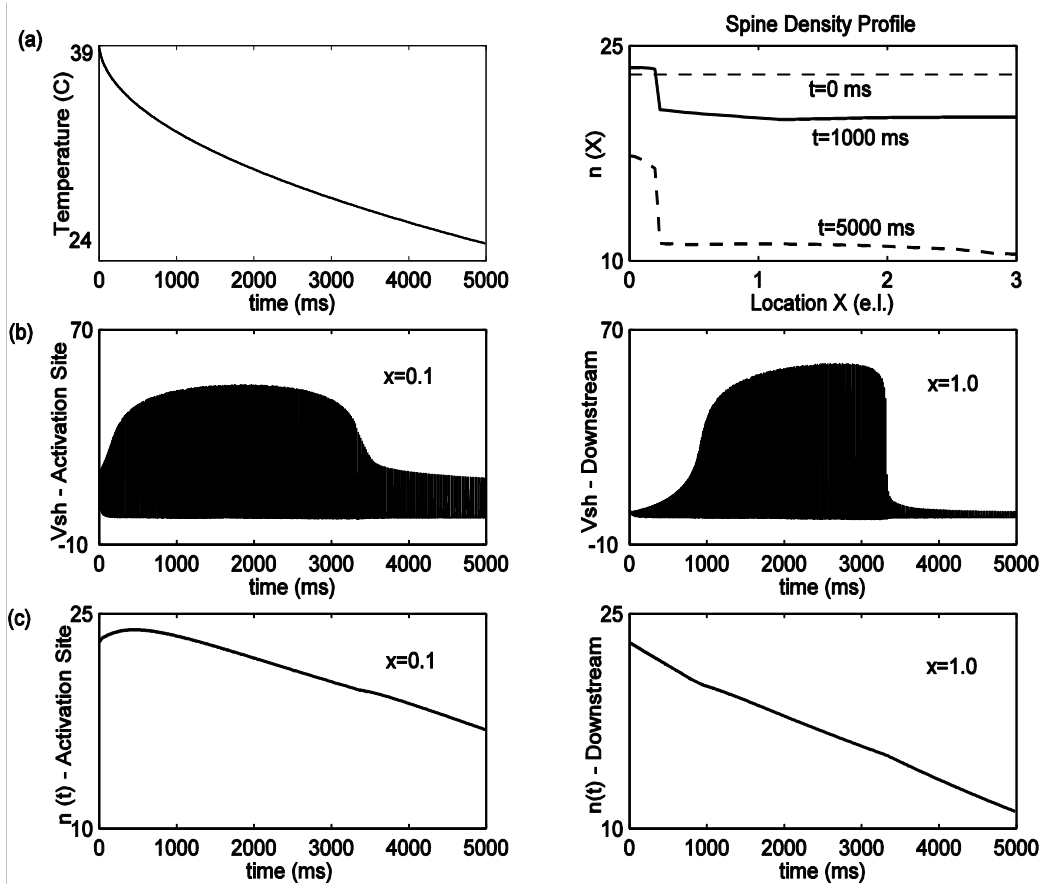 (a)
39
24
Temperature (C)
0 1000 2000 3000 4000 5000
time (ms)
Spine Density Profile
25
10
n (X)
t=0 ms
t=1000 ms
t=5000 ms
0 1 2 3
Location X (e.l.)
(b)
70
-10
Vsh - Activation Site
x=0.1
0 1000 2000 3000 4000 5000
time (ms)
70
-10
Vsh - Downstream
x=1.0
0 1000 2000 3000 4000 5000
time (ms)
(c)
25
10
n (t) - Activation Site
x=0.1
0 1000 2000 3000 4000 5000
time (ms)
25
10
n(t) - Downstream
x=1.0
0 1000 2000 3000 4000 5000
time (ms)